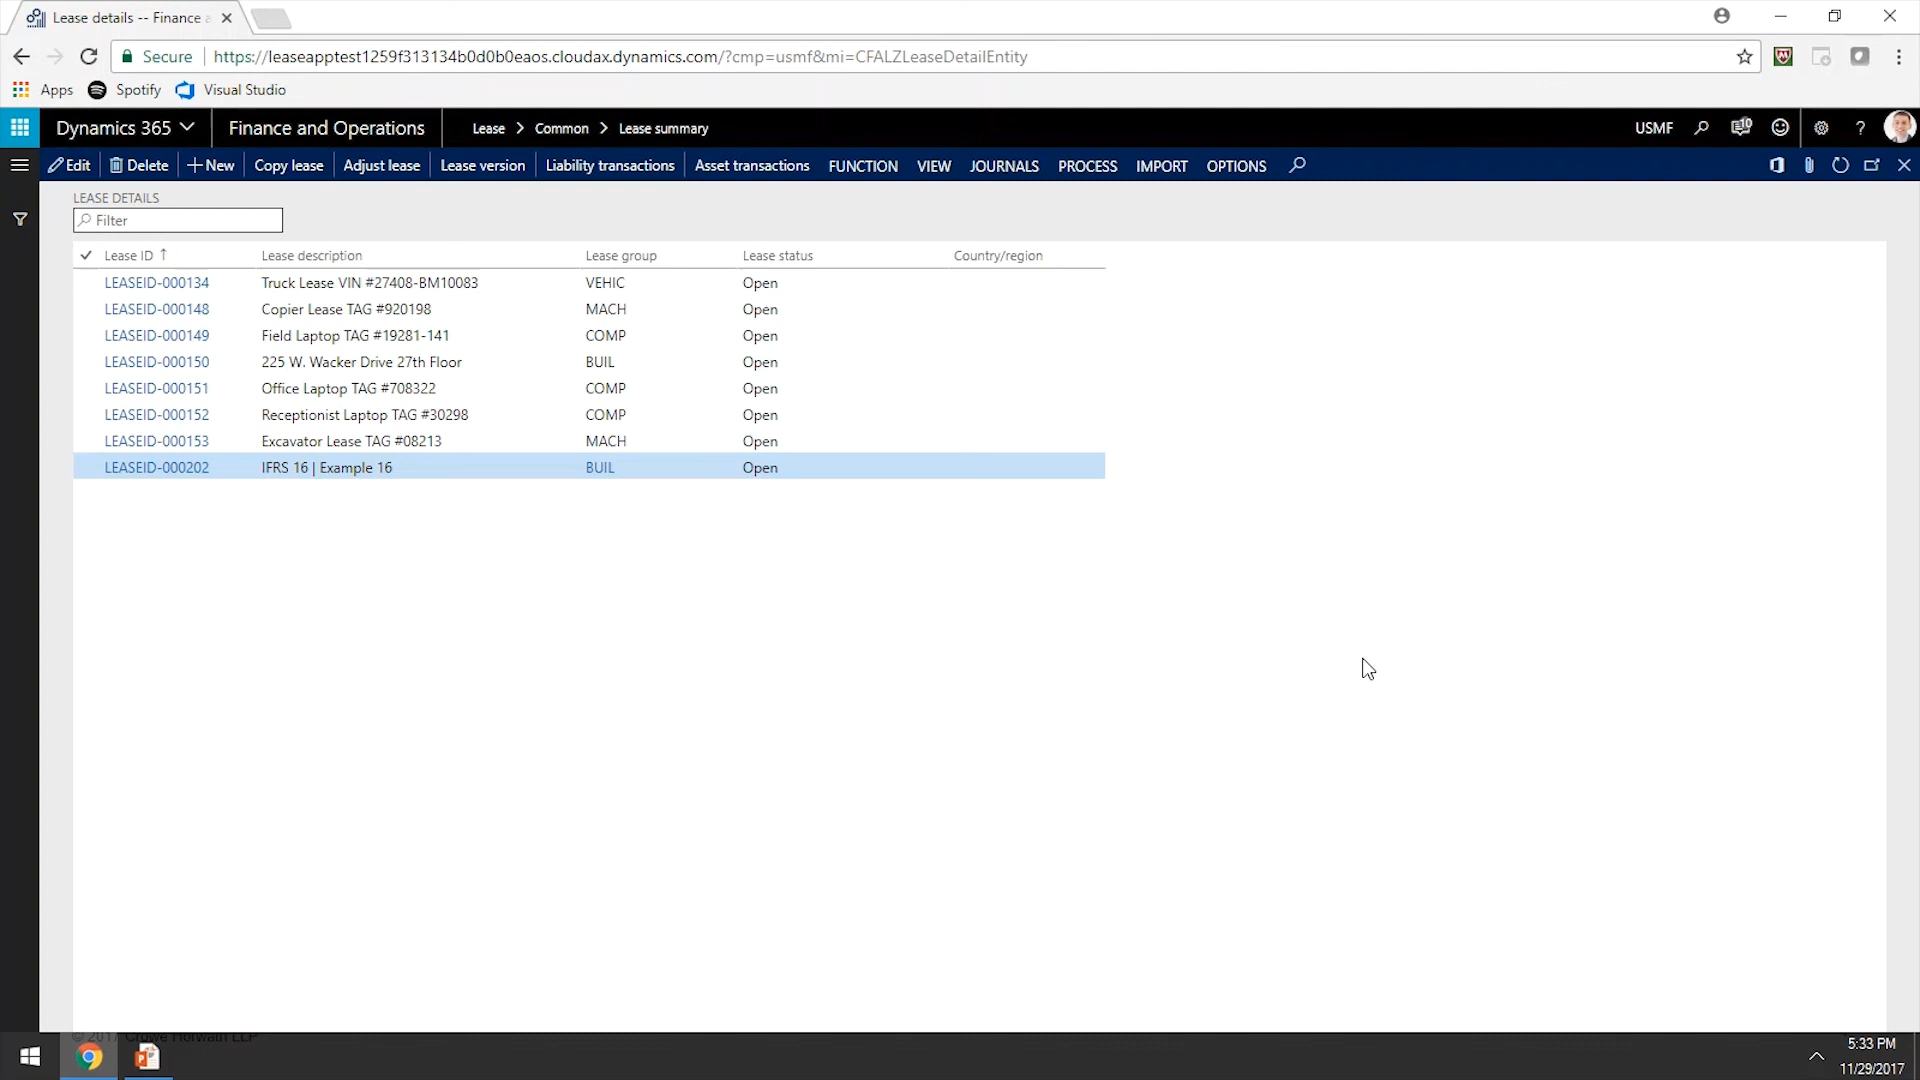 Lease details -- Finance a
Secure https://leaseapptest1259f313134b0d0b0eaos.cloudax.dynamics.com/?cmp=usmf&mi=CFALZLeaseDetailEntity
Apps Spotify Visual Studio
Dynamics 365 Finance and Operations Lease > Common > Lease summary USMF 10 ?
Edit Delete + New Copy lease Adjust lease Lease version Liability transactions Asset transactions FUNCTION VIEW JOURNALS PROCESS IMPORT OPTIONS
LEASE DETAILS
Filter
Lease ID ↑ Lease description Lease group Lease status Country/region
LEASEID-000134 Truck Lease VIN #27408-BM10083 VEHIC Open
LEASEID-000148 Copier Lease TAG #920198 MACH Open
LEASEID-000149 Field Laptop TAG #19281-141 COMP Open
LEASEID-000150 225 W. Wacker Drive 27th Floor BUIL Open
LEASEID-000151 Office Laptop TAG #708322 COMP Open
LEASEID-000152 Receptionist Laptop TAG #30298 COMP Open
LEASEID-000153 Excavator Lease TAG #08213 MACH Open
LEASEID-000202 IFRS 16 | Example 16 BUIL Open
© 2017 Crowe Horwath LLP
5:33 PM
11/29/2017